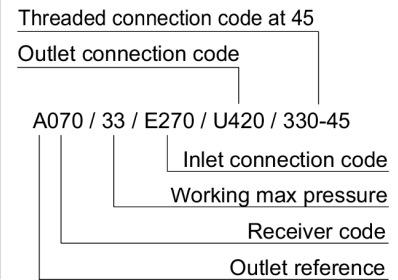 Threaded connection code at 45
Outlet connection code
A070 / 33 / E270 / U420 / 330-45
Inlet connection code
Working max pressure
Receiver code
Outlet reference